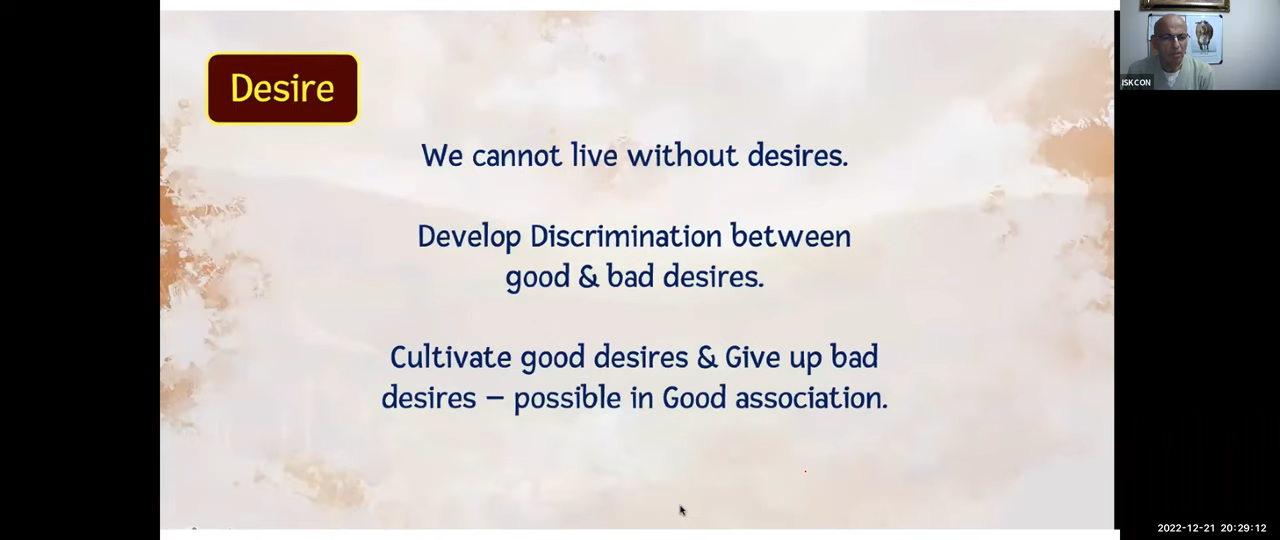 Desire
We cannot live without desires.
Develop Discrimination between
good & bad desires.
Cultivate good desires & Give up bad
desires – possible in Good association.
ISKCON
2022-12-21 20:29:12